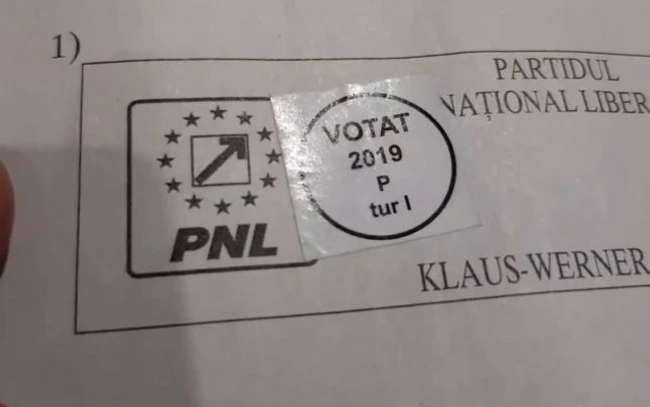 1)
PARTIDUL
NAȚIONAL LIBER
PNL
VOTAT
2019
P
tur I
KLAUS-WERNER